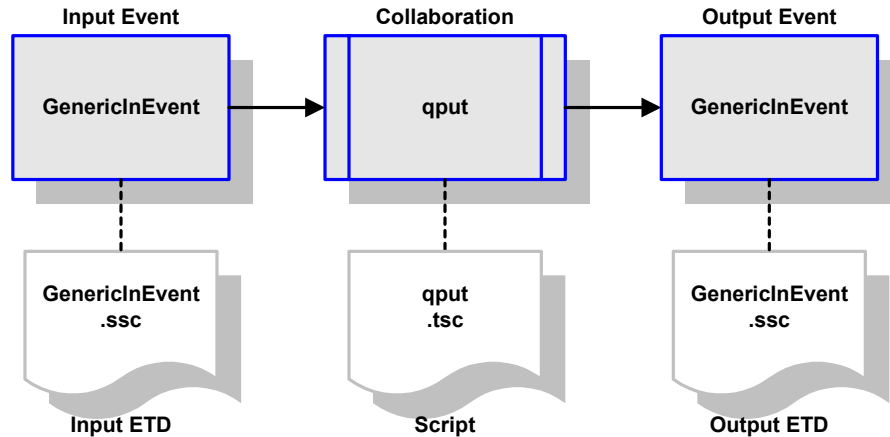 Input Event
Collaboration
Output Event
GenericInEvent
qput
GenericInEvent
GenericInEvent
.ssc
qput
.tsc
GenericInEvent
.ssc
Input ETD
Script
Output ETD